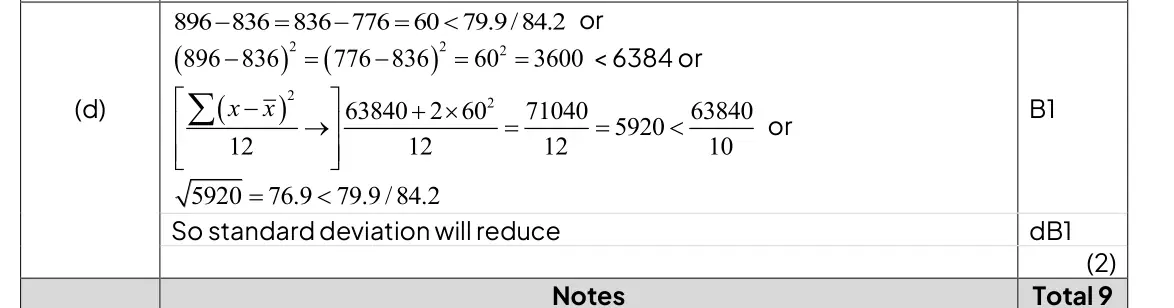 896 – 836 = 836 – 776 = 60 < 79.9 / 84.2 or
(896 – 836)² = (776 – 836)² = 60² = 3600 < 6384 or
(d) [∑(x – x̄)² / 12 →] (63840 + 2 × 60²) / 12 = 71040 / 12 = 5920 < 63840 / 10 or B1
√5920 = 76.9 < 79.9 / 84.2
So standard deviation will reduce dB1
(2)
Notes Total 9